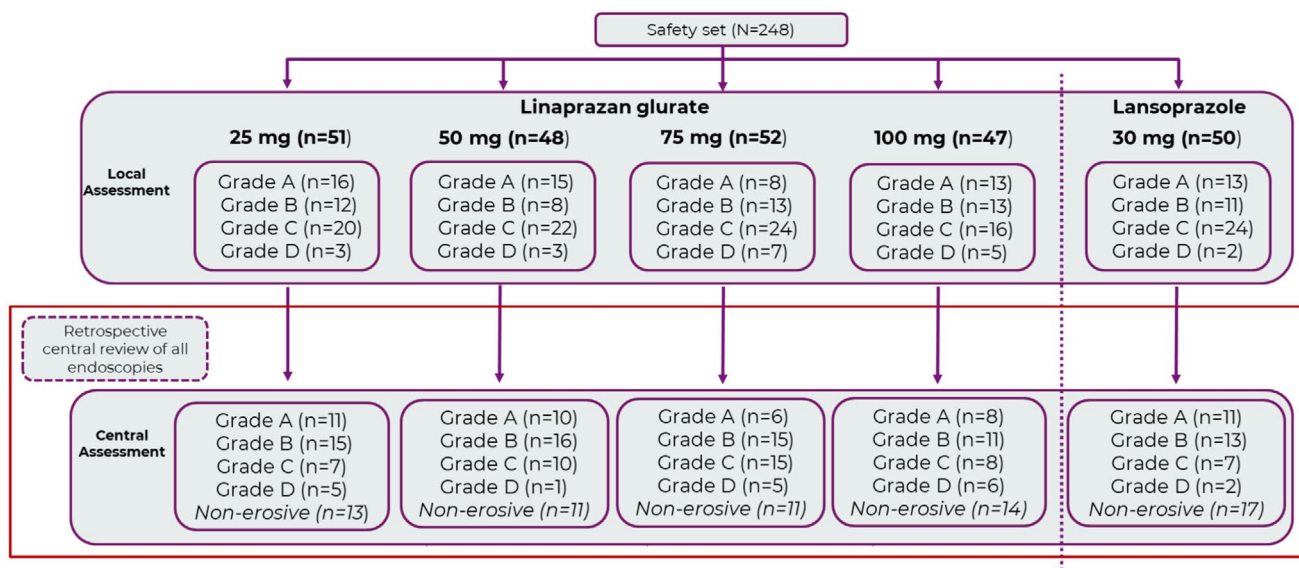 Safety set (N=248)
Linaprazan glurate
Lansoprazole
25 mg (n=51)
50 mg (n=48)
75 mg (n=52)
100 mg (n=47)
30 mg (n=50)
Local
Assessment
Grade A (n=16)
Grade B (n=12)
Grade C (n=20)
Grade D (n=3)
Grade A (n=15)
Grade B (n=8)
Grade C (n=22)
Grade D (n=3)
Grade A (n=8)
Grade B (n=13)
Grade C (n=24)
Grade D (n=7)
Grade A (n=13)
Grade B (n=13)
Grade C (n=16)
Grade D (n=5)
Grade A (n=13)
Grade B (n=11)
Grade C (n=24)
Grade D (n=2)
Retrospective
central review of all
endoscopies
Central
Assessment
Grade A (n=11)
Grade B (n=15)
Grade C (n=7)
Grade D (n=5)
Non-erosive (n=13)
Grade A (n=10)
Grade B (n=16)
Grade C (n=10)
Grade D (n=1)
Non-erosive (n=11)
Grade A (n=6)
Grade B (n=15)
Grade C (n=15)
Grade D (n=5)
Non-erosive (n=11)
Grade A (n=8)
Grade B (n=11)
Grade C (n=8)
Grade D (n=6)
Non-erosive (n=14)
Grade A (n=11)
Grade B (n=13)
Grade C (n=7)
Grade D (n=2)
Non-erosive (n=17)